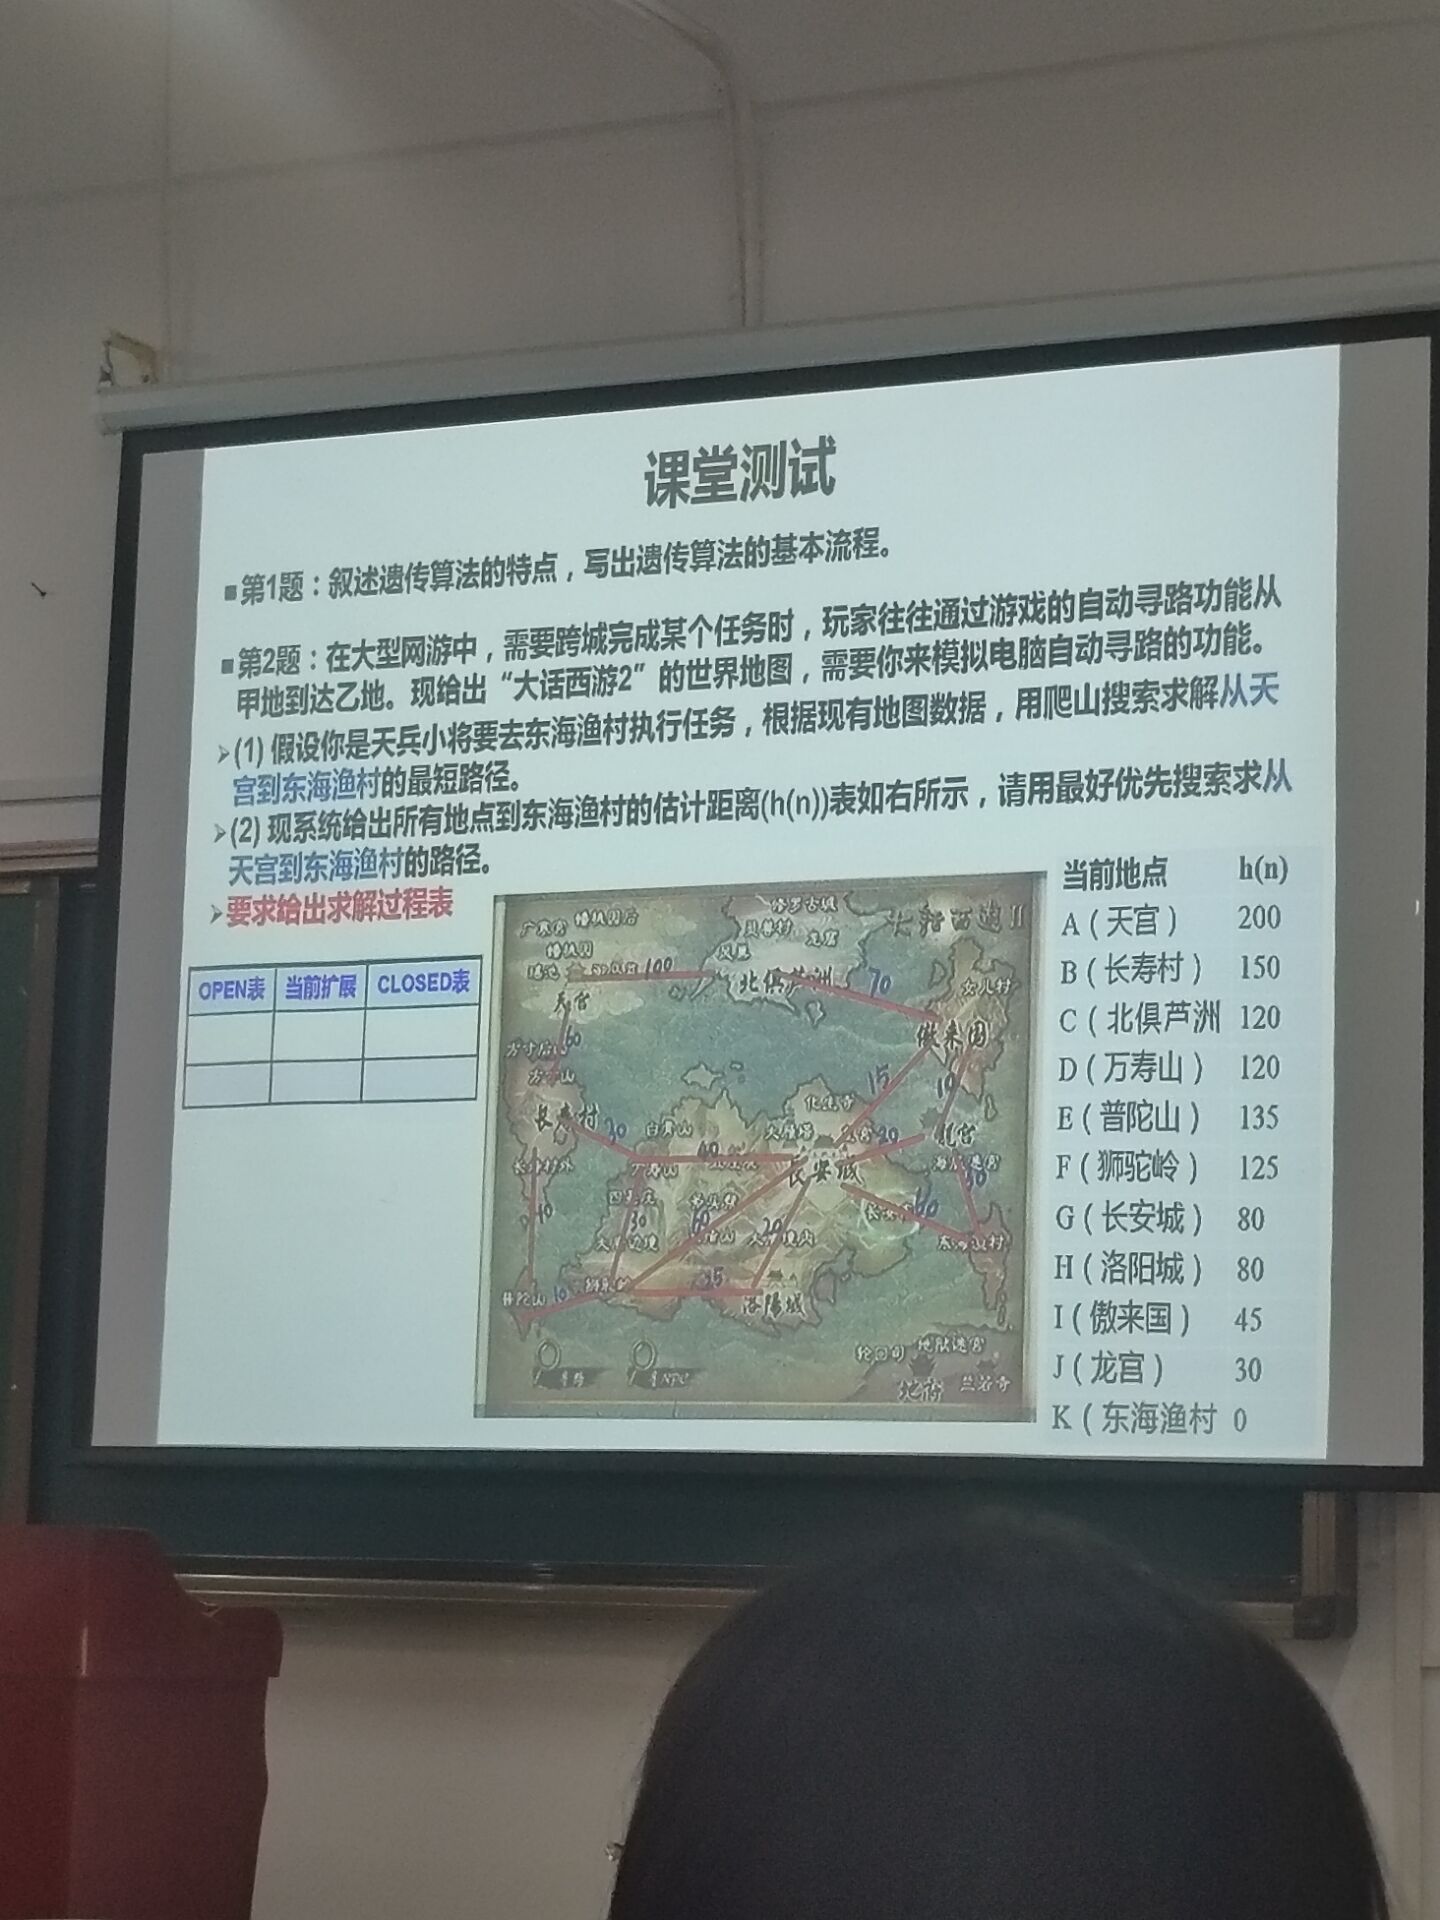 课堂测试
■第1题：叙述遗传算法的特点，写出遗传算法的基本流程。
■第2题：在大型网游中，需要跨城完成某个任务时，玩家往往通过游戏的自动寻路功能从
甲地到达乙地。现给出“大话西游2”的世界地图，需要你来模拟电脑自动寻路的功能。
➢(1) 假设你是天兵小将要去东海渔村执行任务，根据现有地图数据，用爬山搜索求解从天
宫到东海渔村的最短路径。
➢(2) 现系统给出所有地点到东海渔村的估计距离(h(n))表如右所示，请用最好优先搜索求从
天宫到东海渔村的路径。
➢要求给出求解过程表
OPEN表 当前扩展 CLOSED表
当前地点 h(n)
A（天宫） 200
B（长寿村） 150
C（北俱芦洲 120
D（万寿山） 120
E（普陀山） 135
F（狮驼岭） 125
G（长安城） 80
H（洛阳城） 80
I（傲来国） 45
J（龙宫） 30
K（东海渔村 0
大话西游II
100
北俱芦洲
70
女儿村
天宫
傲来国
60
方寸山
15
10
长寿村
30
化生寺
40
20
龙宫
长安城
30
60
东海渔村
10
30
60
20
普陀山
10
35
洛阳城
地府